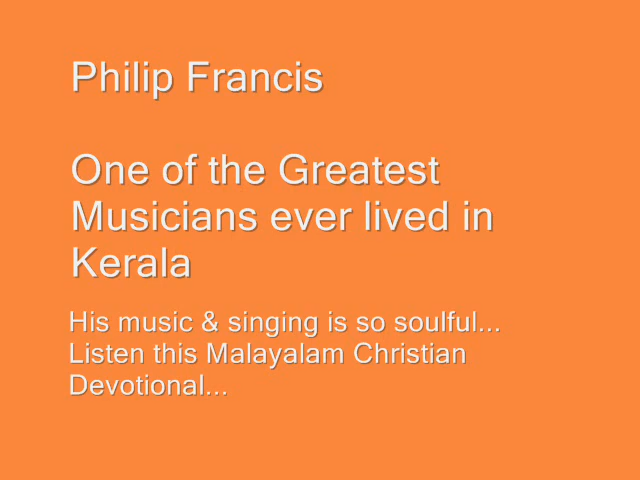 Philip Francis
One of the Greatest
Musicians ever lived in
Kerala
His music & singing is so soulful...
Listen this Malayalam Christian
Devotional...